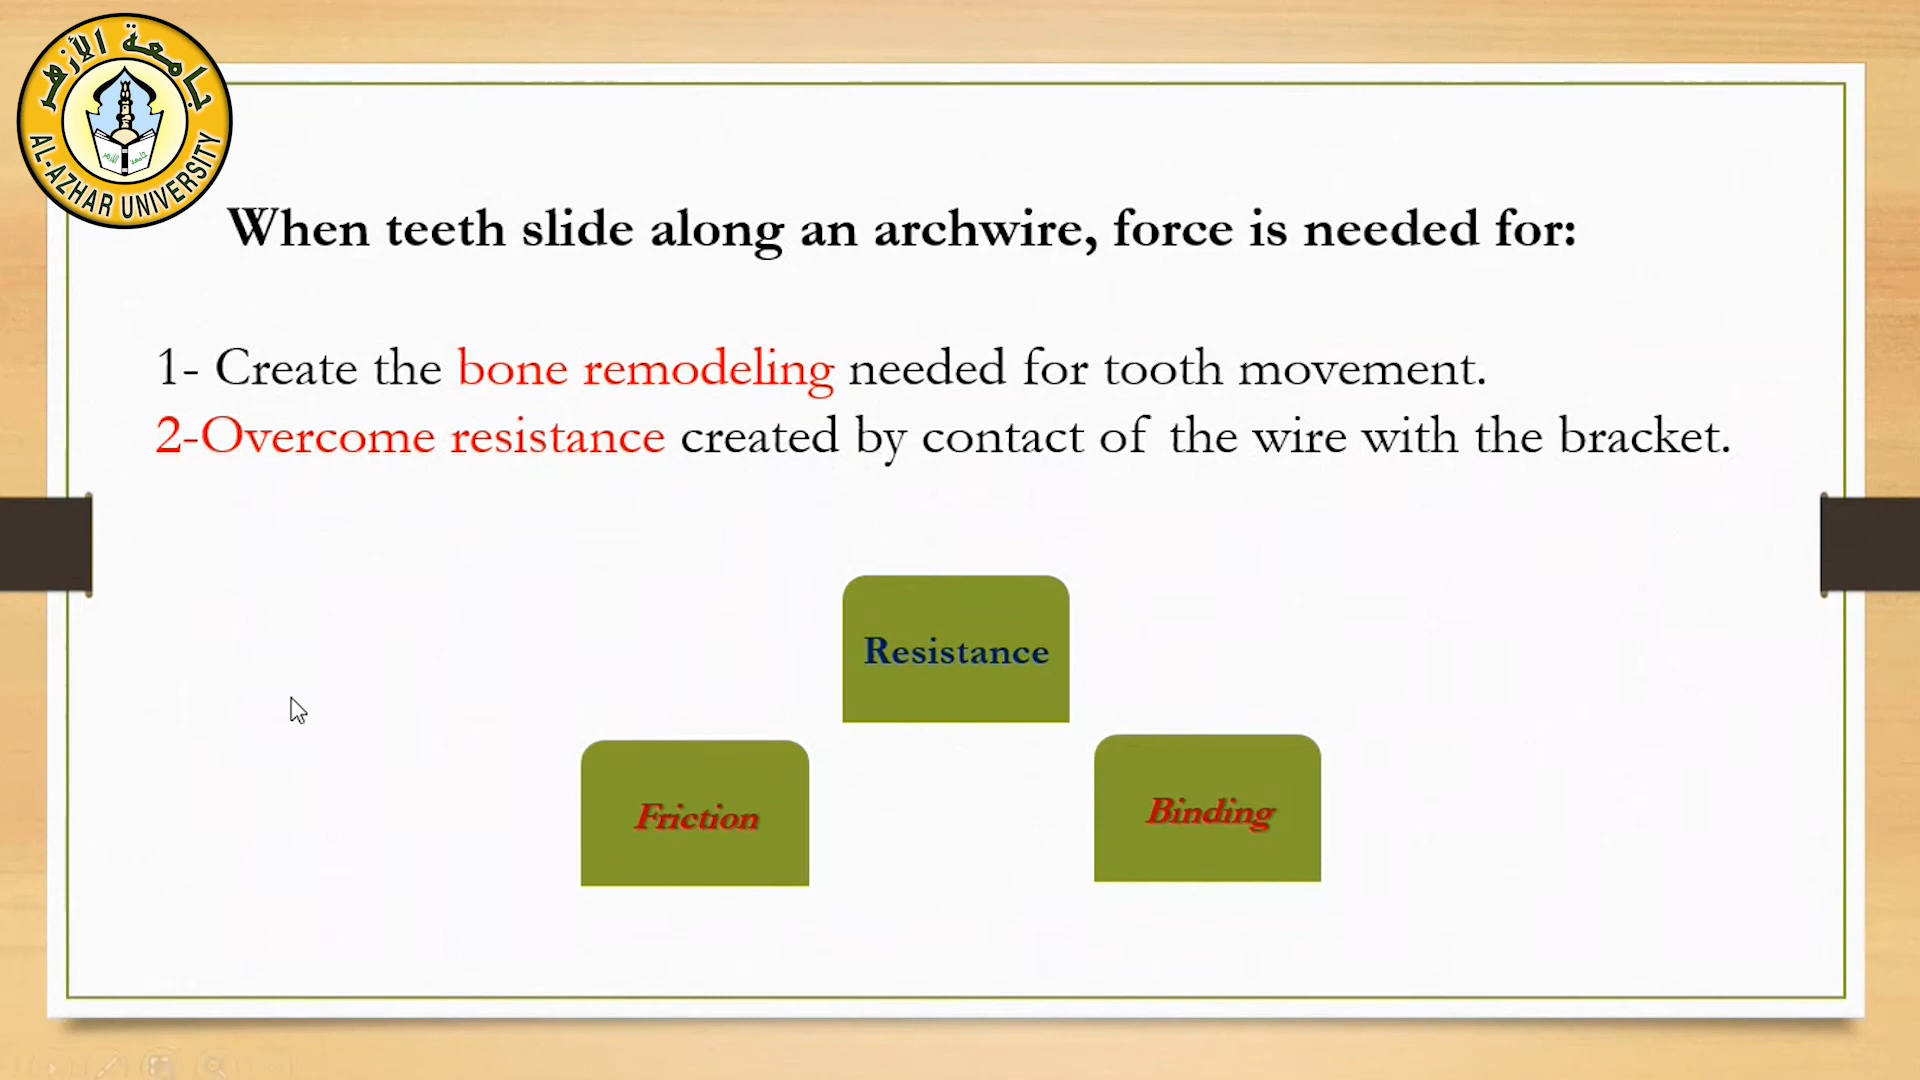 جامعة الأزهر
AL-AZHAR UNIVERSITY
When teeth slide along an archwire, force is needed for:
1- Create the bone remodeling needed for tooth movement.
2-Overcome resistance created by contact of the wire with the bracket.
Resistance
Friction
Binding